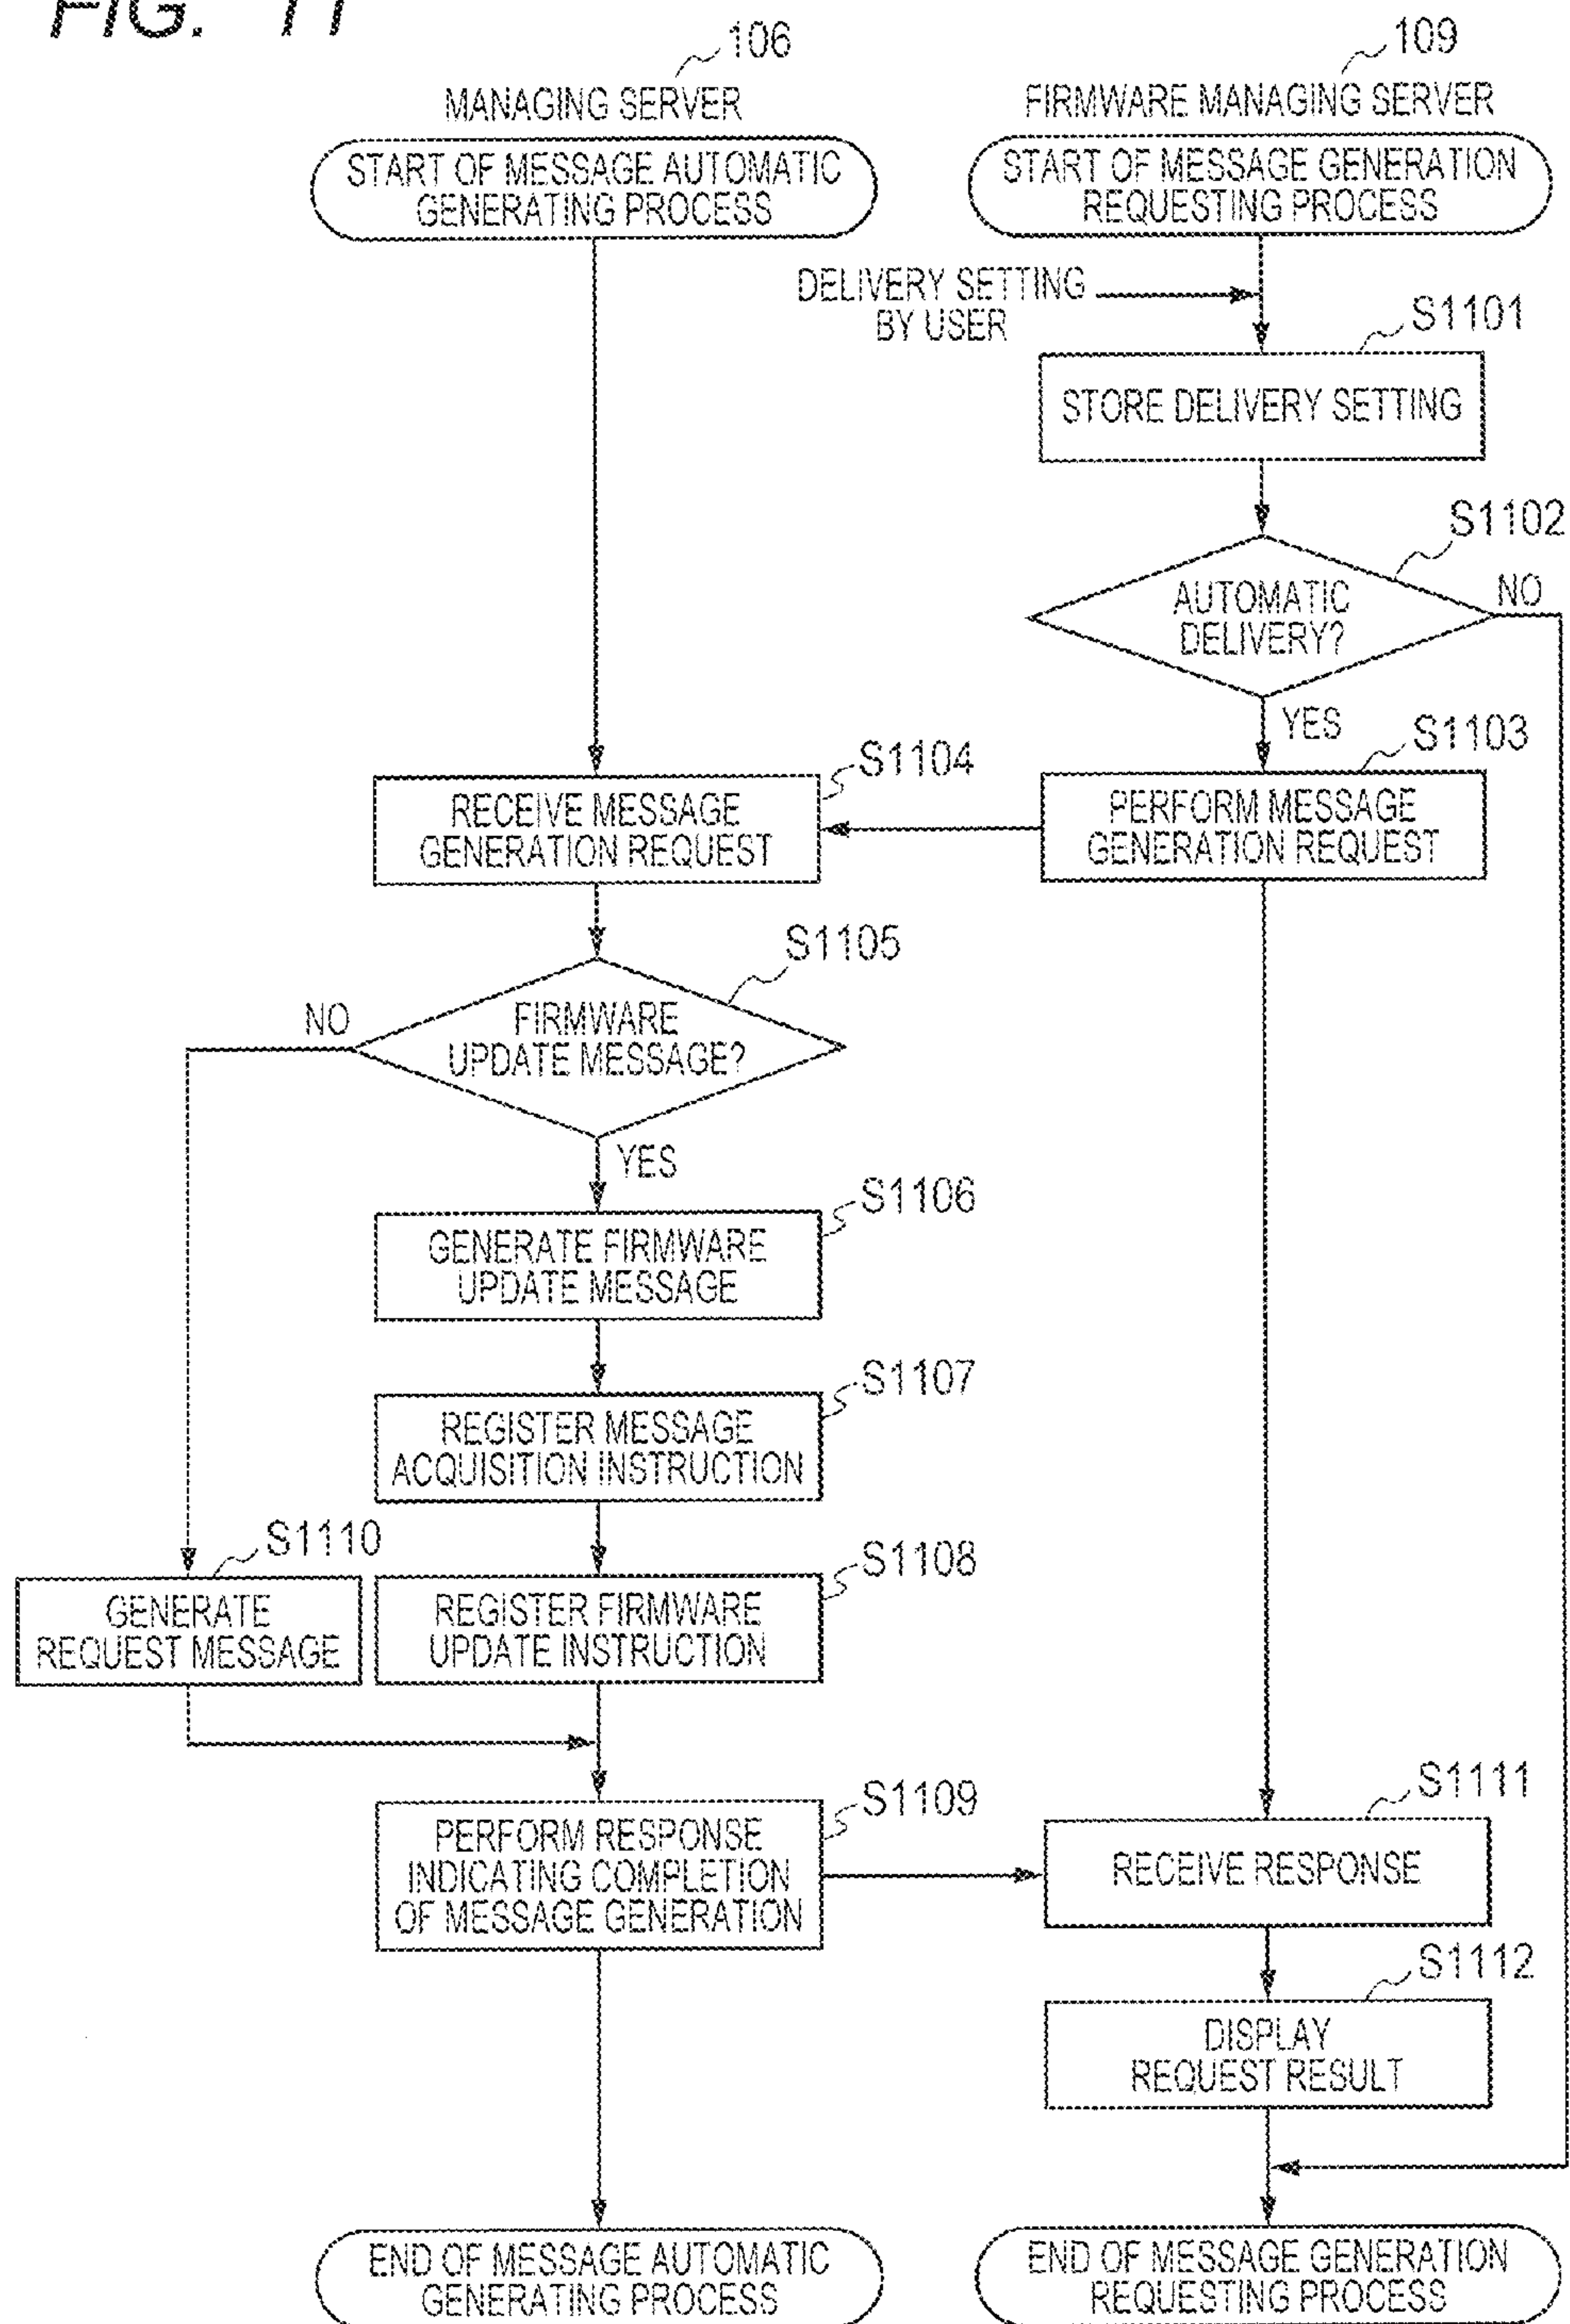 FIG. 11
106
MANAGING SERVER
START OF MESSAGE AUTOMATIC
GENERATING PROCESS
109
FIRMWARE MANAGING SERVER
START OF MESSAGE GENERATION
REQUESTING PROCESS
DELIVERY SETTING
BY USER
S1101
STORE DELIVERY SETTING
S1102
AUTOMATIC
DELIVERY?
NO
YES
S1103
PERFORM MESSAGE
GENERATION REQUEST
S1104
RECEIVE MESSAGE
GENERATION REQUEST
S1105
FIRMWARE
UPDATE MESSAGE?
NO
YES
S1106
GENERATE FIRMWARE
UPDATE MESSAGE
S1107
REGISTER MESSAGE
ACQUISITION INSTRUCTION
S1110
GENERATE
REQUEST MESSAGE
S1108
REGISTER FIRMWARE
UPDATE INSTRUCTION
S1109
PERFORM RESPONSE
INDICATING COMPLETION
OF MESSAGE GENERATION
S1111
RECEIVE RESPONSE
S1112
DISPLAY
REQUEST RESULT
END OF MESSAGE AUTOMATIC
GENERATING PROCESS
END OF MESSAGE GENERATION
REQUESTING PROCESS